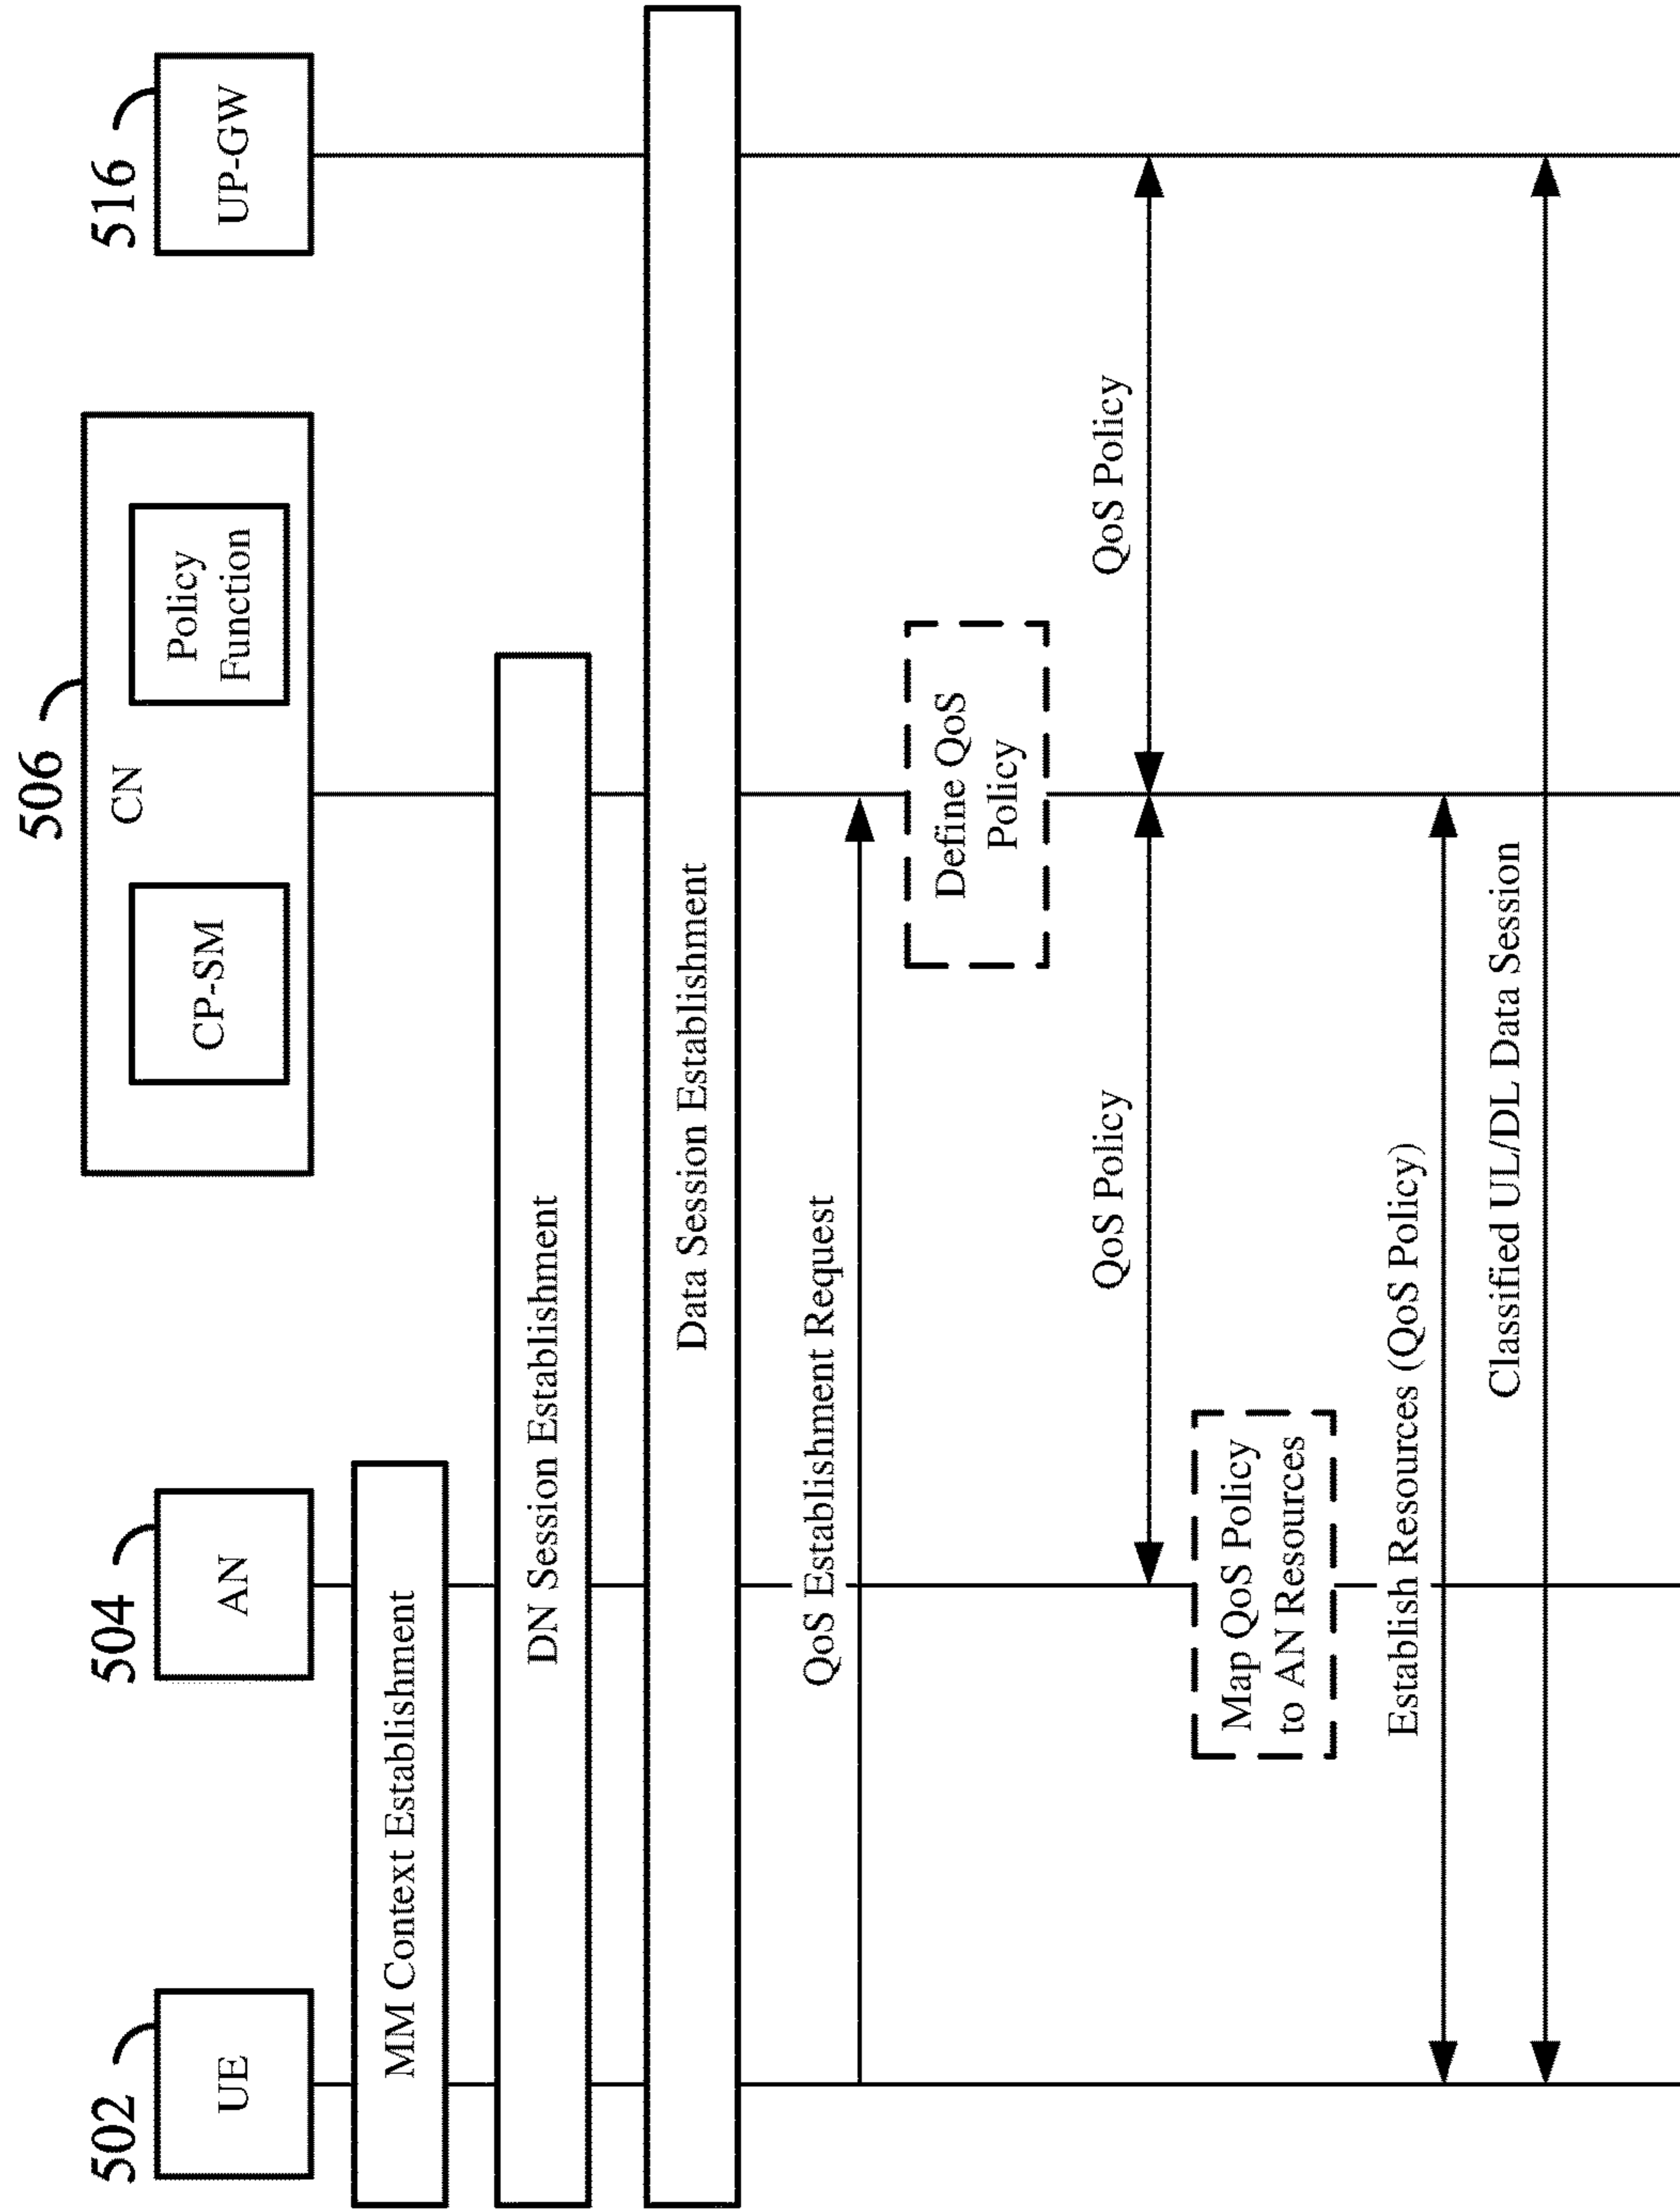 502
504
506
516
UE
AN
CN
CP-SM
Policy
Function
UP-GW
MM Context Establishment
DN Session Establishment
Data Session Establishment
QoS Establishment Request
Define QoS
Policy
QoS Policy
QoS Policy
Map QoS Policy
to AN Resources
Establish Resources (QoS Policy)
Classified UL/DL Data Session